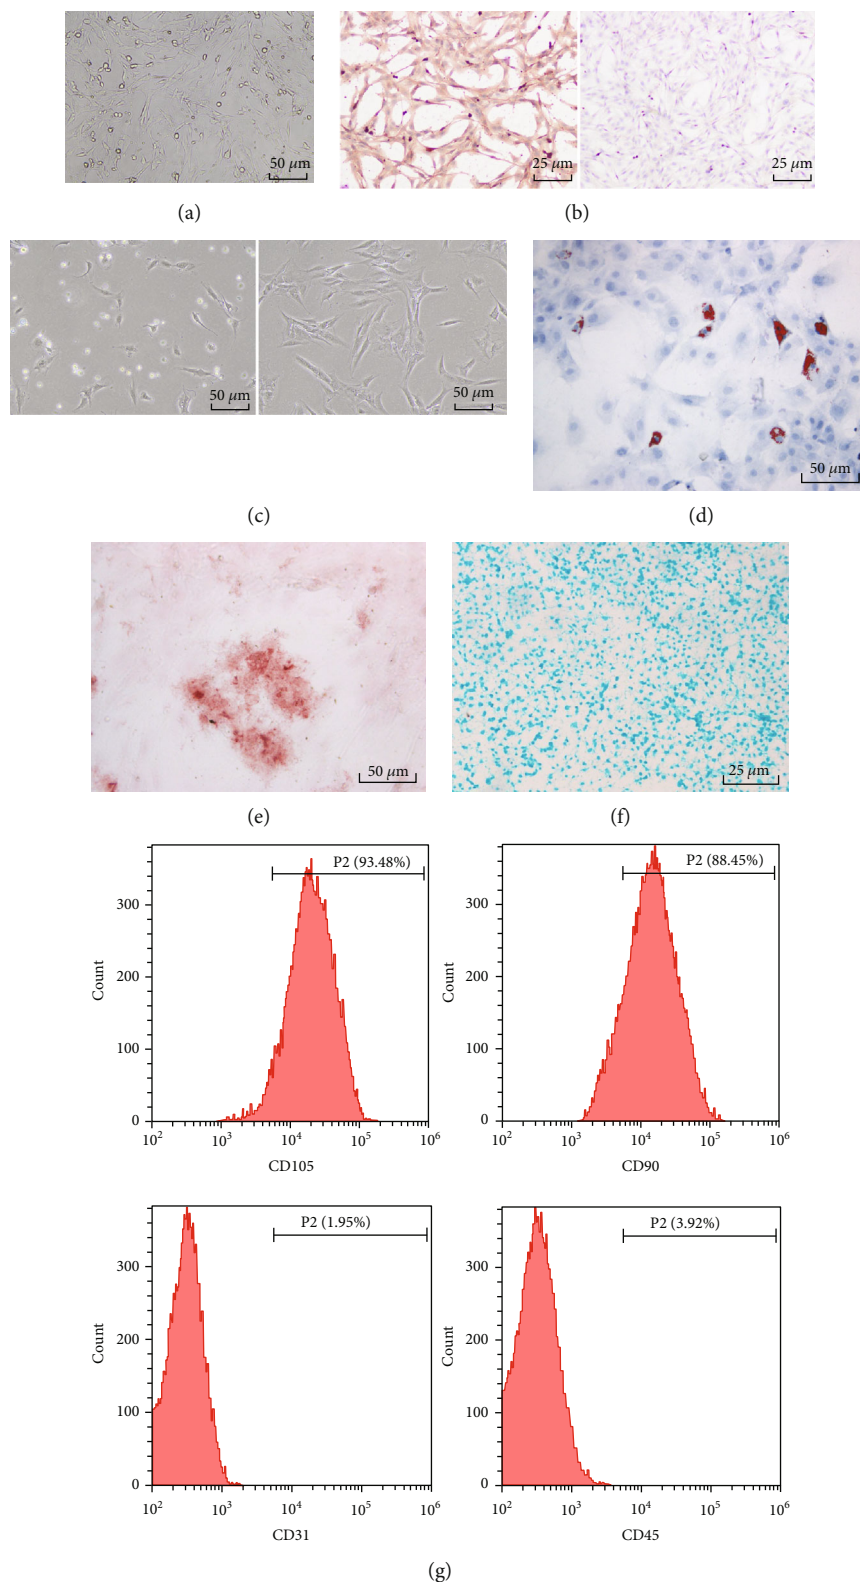 50 μm
25 μm
25 μm
(a)
(b)
50 μm
50 μm
50 μm
(c)
(d)
50 μm
25 μm
(e)
(f)
P2 (93.48%)
300
200
100
0
Count
10²
10³
10⁴
10⁵
10⁶
CD105
P2 (88.45%)
300
200
100
0
Count
10²
10³
10⁴
10⁵
10⁶
CD90
P2 (1.95%)
300
200
100
0
Count
10²
10³
10⁴
10⁵
10⁶
CD31
P2 (3.92%)
300
200
100
0
Count
10²
10³
10⁴
10⁵
10⁶
CD45
(g)